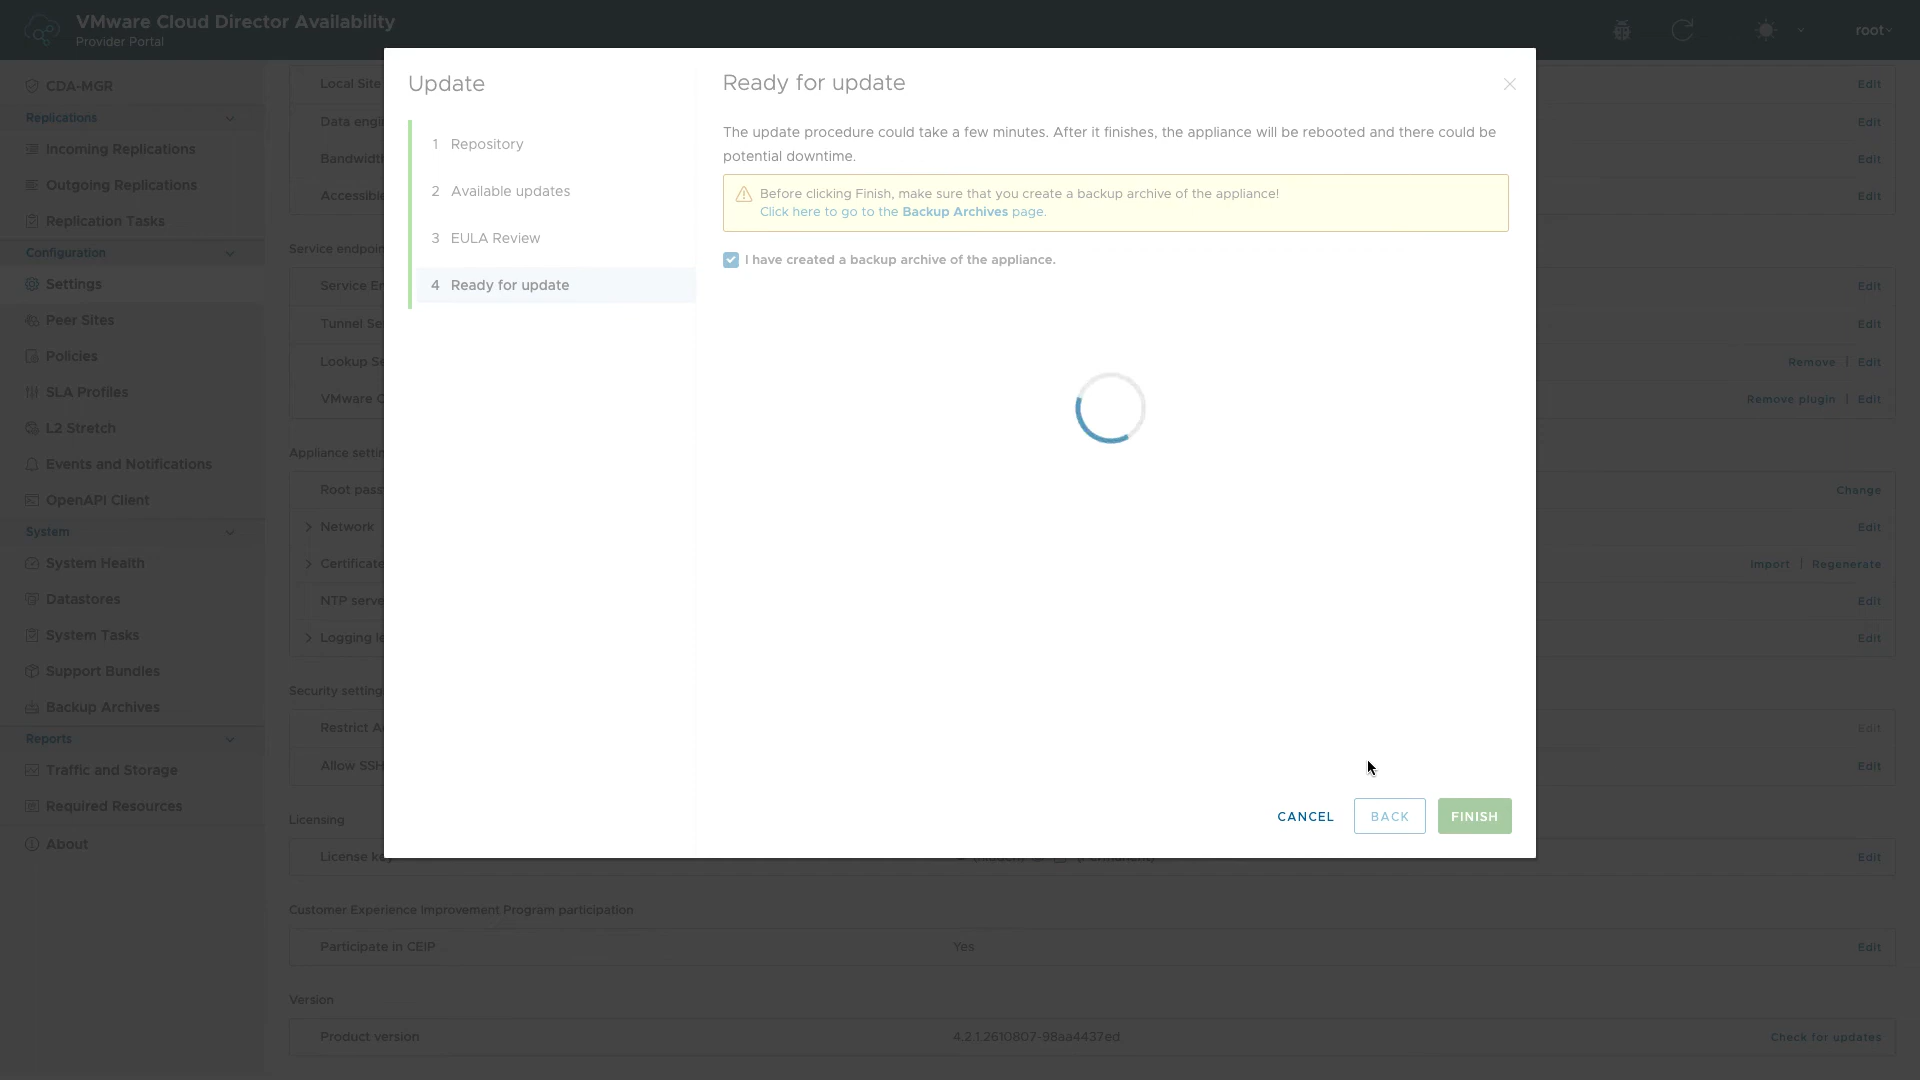 VMware Cloud Director Availability
Provider Portal
root
CDA-MGR
Replications
Incoming Replications
Outgoing Replications
Replication Tasks
Configuration
Settings
Peer Sites
Policies
SLA Profiles
L2 Stretch
Events and Notifications
OpenAPI Client
System
System Health
Datastores
System Tasks
Support Bundles
Backup Archives
Reports
Traffic and Storage
Required Resources
About
Local Site Edit
Data engi Edit
Bandwidth Edit
Accessible Edit
Service endpoin
Service En Edit
Tunnel Se Edit
Lookup Se Remove | Edit
VMware C Remove plugin | Edit
Appliance settin
Root pass Change
Network Edit
Certificate Import | Regenerate
NTP serve Edit
Logging le Edit
Security setting
Restrict A Edit
Allow SSH Edit
Licensing
License k Edit
Customer Experience Improvement Program participation
Participate in CEIP Yes Edit
Version
Product version 4.2.1.2610807-98aa4437ed Check for updates
Update
1 Repository
2 Available updates
3 EULA Review
4 Ready for update
Ready for update
The update procedure could take a few minutes. After it finishes, the appliance will be rebooted and there could be
potential downtime.
Before clicking Finish, make sure that you create a backup archive of the appliance!
Click here to go to the Backup Archives page.
I have created a backup archive of the appliance.
CANCEL BACK FINISH